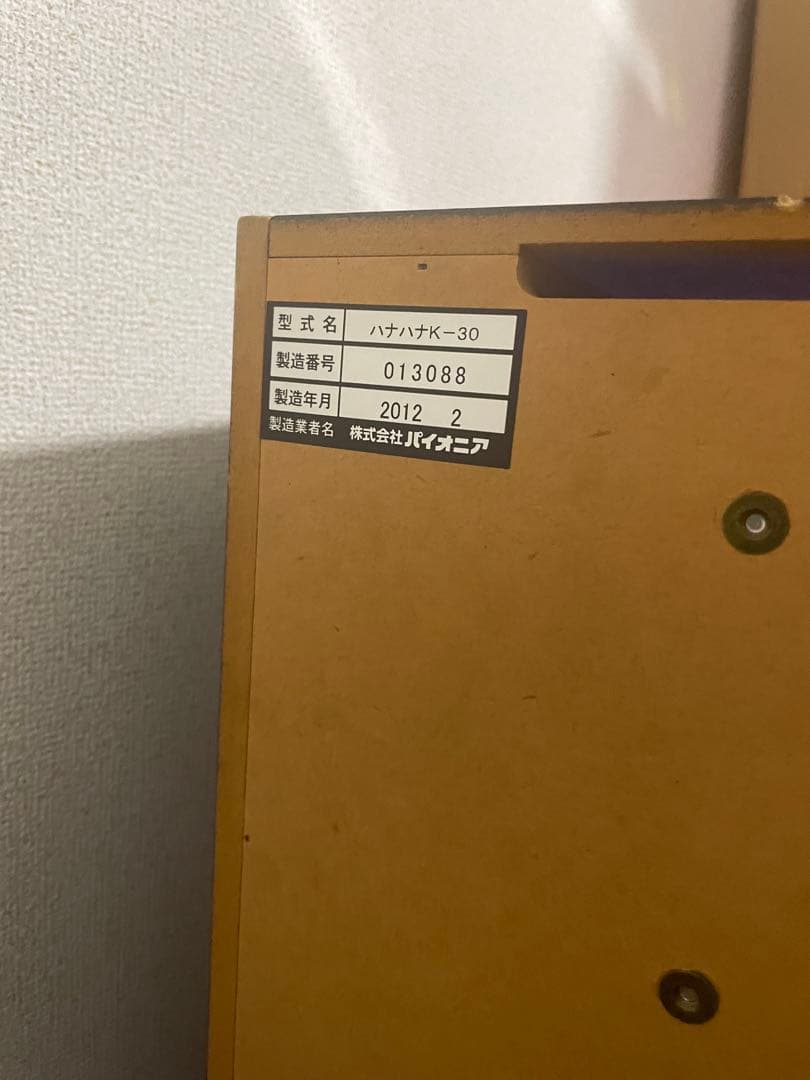 型式名 ハナハナK-30
製造番号 013088
製造年月 2012 2
製造業者名 株式会社パイオニア